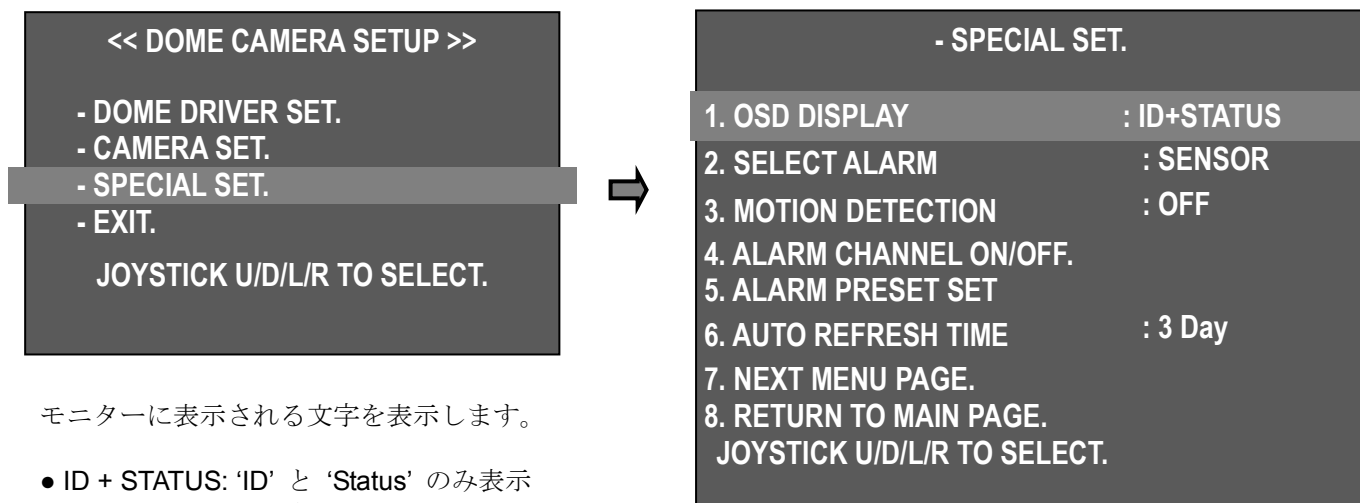 << DOME CAMERA SETUP >>
- DOME DRIVER SET.
- CAMERA SET.
- SPECIAL SET.
- EXIT.
JOYSTICK U/D/L/R TO SELECT.
- SPECIAL SET.
1. OSD DISPLAY : ID+STATUS
2. SELECT ALARM : SENSOR
3. MOTION DETECTION : OFF
4. ALARM CHANNEL ON/OFF.
5. ALARM PRESET SET
6. AUTO REFRESH TIME : 3 Day
7. NEXT MENU PAGE.
8. RETURN TO MAIN PAGE.
JOYSTICK U/D/L/R TO SELECT.
モニターに表示される文字を表示します。
● ID + STATUS: ‘ID’ と ‘Status’ のみ表示